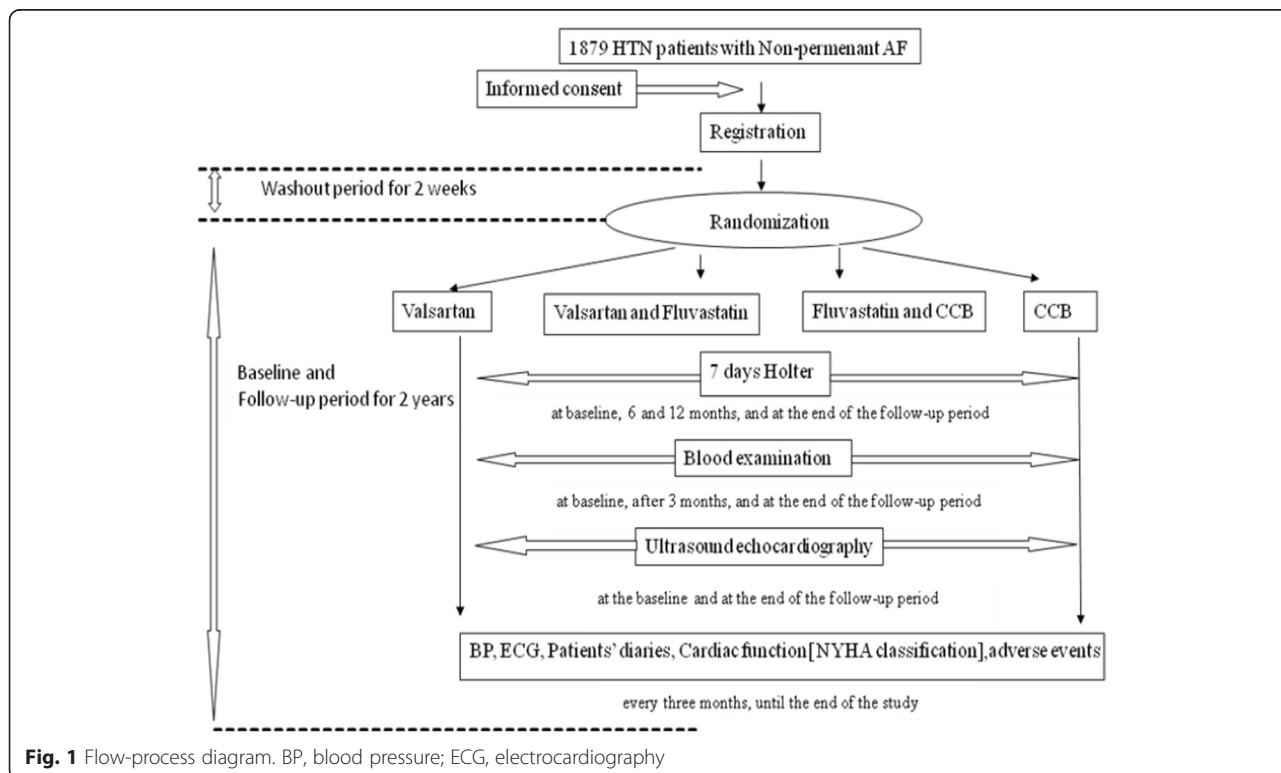 1879 HTN patients with Non-permenant AF
Informed consent
Registration
Washout period for 2 weeks
Randomization
Valsartan
Valsartan and Fluvastatin
Fluvastatin and CCB
CCB
Baseline and
Follow-up period for 2 years
7 days Holter
at baseline, 6 and 12 months, and at the end of the follow-up period
Blood examination
at baseline, after 3 months, and at the end of the follow-up period
Ultrasound echocardiography
at the baseline and at the end of the follow-up period
BP, ECG, Patients' diaries, Cardiac function[NYHA classification],adverse events
every three months, until the end of the study
Fig. 1 Flow-process diagram. BP, blood pressure; ECG, electrocardiography